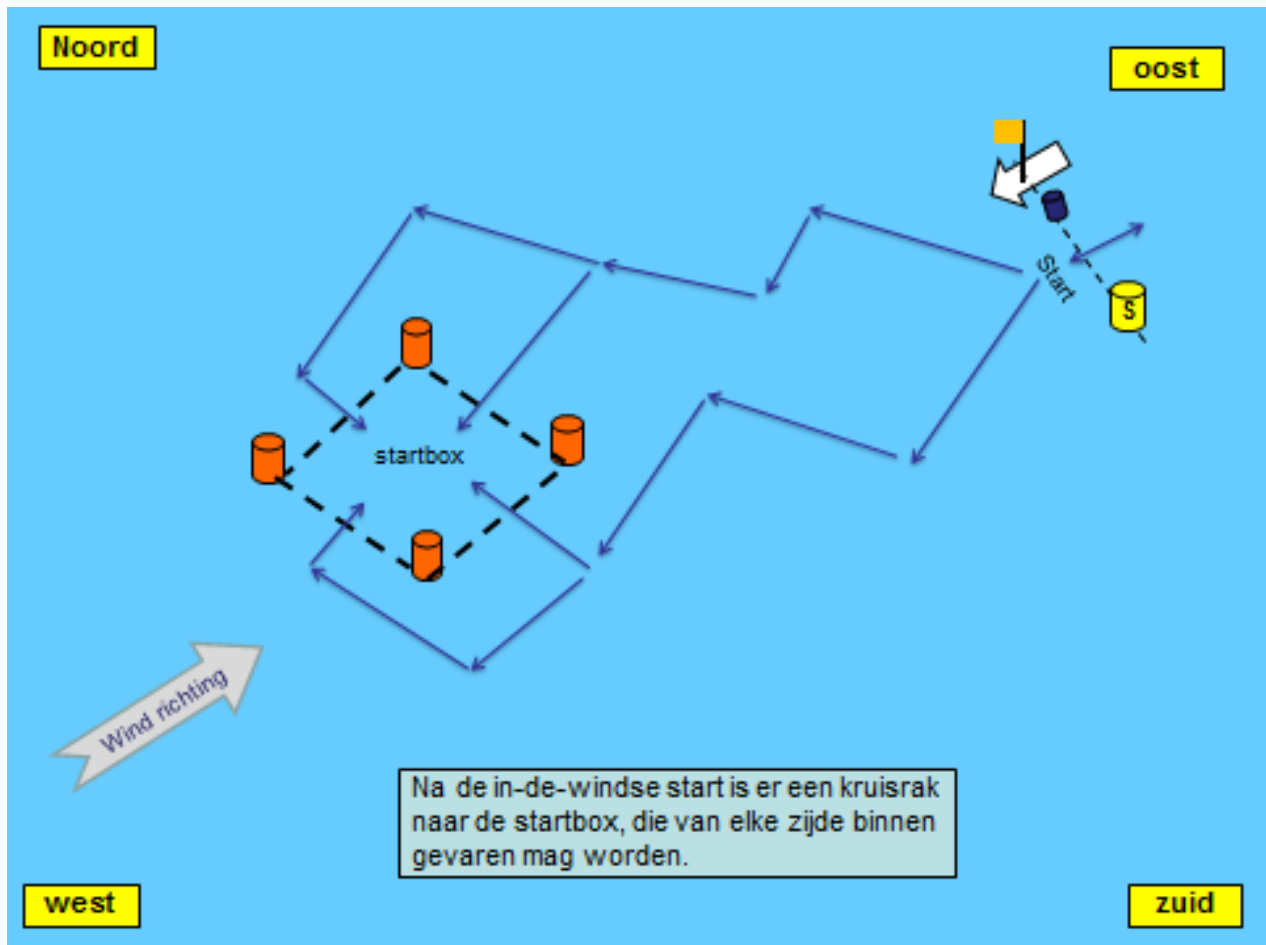 Noord
oost
Start
S
startbox
Wind richting
Na de in-de-windse start is er een kruisrak
naar de startbox, die van elke zijde binnen
gevaren mag worden.
west
zuid